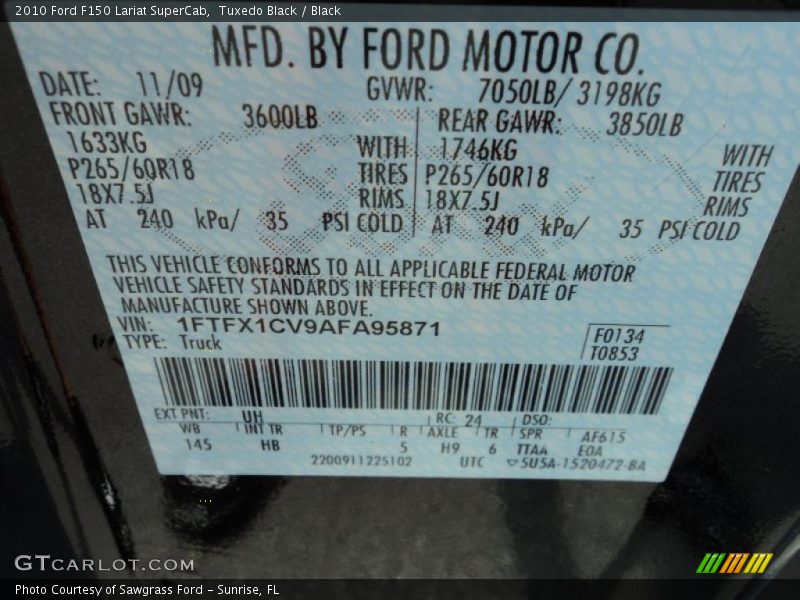 2010 Ford F150 Lariat SuperCab, Tuxedo Black / Black
MFD. BY FORD MOTOR CO.
DATE: 11/09 GVWR: 7050LB/ 3198KG
FRONT GAWR: 3600LB REAR GAWR: 3850LB
1633KG WITH 1746KG WITH
P265/60R18 TIRES P265/60R18 TIRES
18X7.5J RIMS 18X7.5J RIMS
AT 240 kPa/ 35 PSI COLD AT 240 kPa/ 35 PSI COLD
THIS VEHICLE CONFORMS TO ALL APPLICABLE FEDERAL MOTOR
VEHICLE SAFETY STANDARDS IN EFFECT ON THE DATE OF
MANUFACTURE SHOWN ABOVE.
VIN: 1FTFX1CV9AFA95871 F0134
TYPE: Truck T0853
EXT PNT: UH RC: 24 DSO:
WB INT TR TP/PS R AXLE TR SPR AF615
145 HB 5 H9 6 TTAA E0A
2200911225102 UTC ▽5U5A-1520472-BA
GTCARLOT.COM
Photo Courtesy of Sawgrass Ford - Sunrise, FL